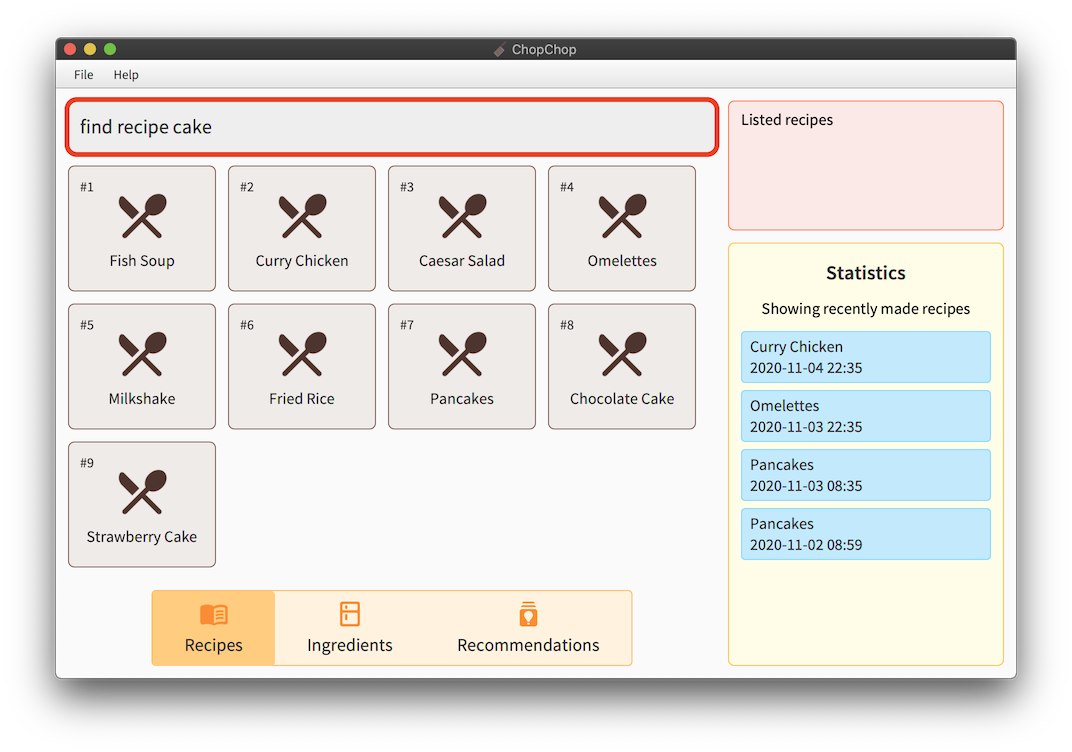 ChopChop
File Help
find recipe cake
#1
Fish Soup
#2
Curry Chicken
#3
Caesar Salad
#4
Omelettes
#5
Milkshake
#6
Fried Rice
#7
Pancakes
#8
Chocolate Cake
#9
Strawberry Cake
Recipes
Ingredients
Recommendations
Listed recipes
Statistics
Showing recently made recipes
Curry Chicken
2020-11-04 22:35
Omelettes
2020-11-03 22:35
Pancakes
2020-11-03 08:35
Pancakes
2020-11-02 08:59